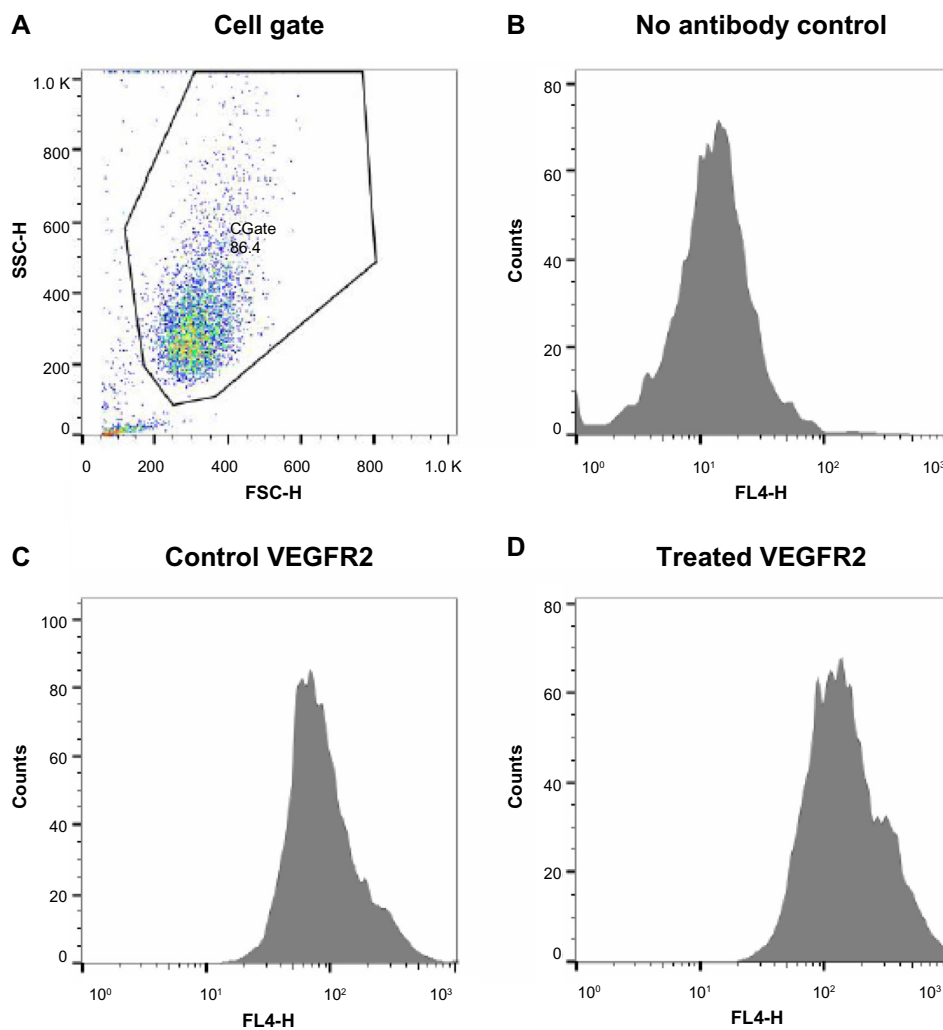 A Cell gate
1.0 K
800
600
400
200
0
SSC-H
CGate
86.4
0 200 400 600 800 1.0 K
FSC-H
B No antibody control
80
60
40
20
0
Counts
10⁰ 10¹ 10² 10³
FL4-H
C Control VEGFR2
100
80
60
40
20
0
Counts
10⁰ 10¹ 10² 10³
FL4-H
D Treated VEGFR2
80
60
40
20
0
Counts
10⁰ 10¹ 10² 10³
FL4-H